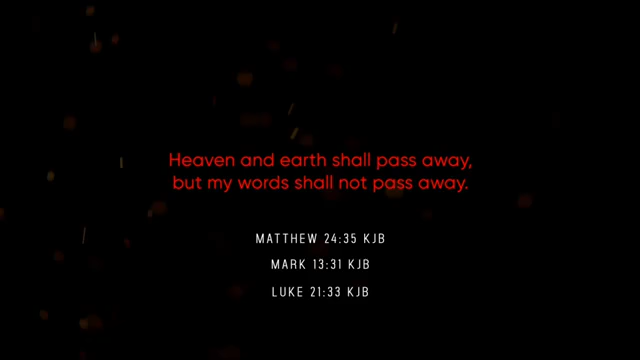 Heaven and earth shall pass away,
but my words shall not pass away.
MATTHEW 24:35 KJB
MARK 13:31 KJB
LUKE 21:33 KJB